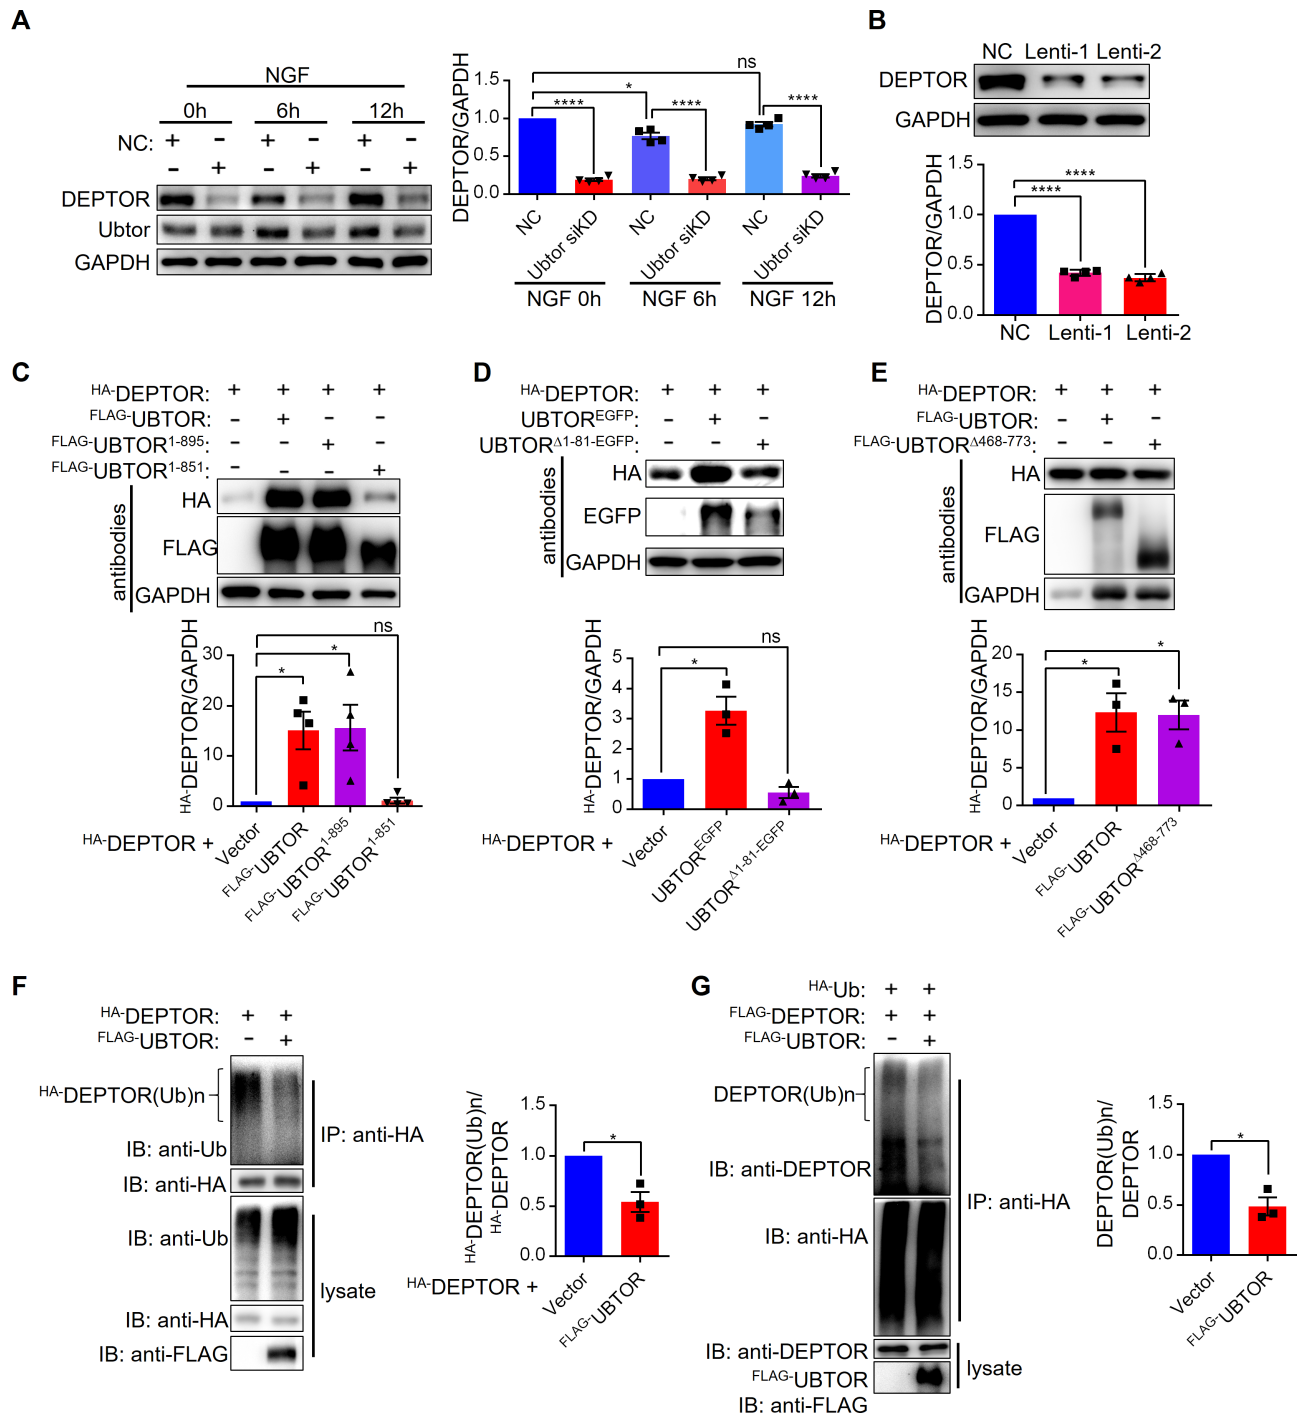 A
NGF
0h 6h 12h
NC: + - + - + -
- + - + - +
DEPTOR
Ubtor
GAPDH
DEPTOR/GAPDH
1.5
1.0
0.5
0.0
ns
*
**** **** ****
NC Ubtor siKD NC Ubtor siKD NC Ubtor siKD
NGF 0h NGF 6h NGF 12h
B
NC Lenti-1 Lenti-2
DEPTOR
GAPDH
DEPTOR/GAPDH
1.5
1.0
0.5
0.0
****
****
NC Lenti-1 Lenti-2
C
HA-DEPTOR: + + + +
FLAG-UBTOR: - + - -
FLAG-UBTOR1-895: - - + -
FLAG-UBTOR1-851: - - - +
antibodies
HA
FLAG
GAPDH
HA-DEPTOR/GAPDH
30
20
10
0
ns
*
*
HA-DEPTOR +
Vector
FLAG-UBTOR
FLAG-UBTOR1-895
FLAG-UBTOR1-851
D
HA-DEPTOR: + + +
UBTOREGFP: - + -
UBTORΔ1-81-EGFP: - - +
antibodies
HA
EGFP
GAPDH
HA-DEPTOR/GAPDH
5
4
3
2
1
0
ns
*
HA-DEPTOR +
Vector
UBTOREGFP
UBTORΔ1-81-EGFP
E
HA-DEPTOR: + + +
FLAG-UBTOR: - + -
FLAG-UBTORΔ468-773: - - +
antibodies
HA
FLAG
GAPDH
HA-DEPTOR/GAPDH
20
15
10
5
0
*
*
HA-DEPTOR +
Vector
FLAG-UBTOR
FLAG-UBTORΔ468-773
F
HA-DEPTOR: + +
FLAG-UBTOR: - +
HA-DEPTOR(Ub)n
IB: anti-Ub
IB: anti-HA
IP: anti-HA
IB: anti-Ub
IB: anti-HA
IB: anti-FLAG
lysate
HA-DEPTOR(Ub)n/
HA-DEPTOR
1.5
1.0
0.5
0.0
*
HA-DEPTOR +
Vector
FLAG-UBTOR
G
HA-Ub: + +
FLAG-DEPTOR: + +
FLAG-UBTOR: - +
DEPTOR(Ub)n
IB: anti-DEPTOR
IB: anti-HA
IP: anti-HA
IB: anti-DEPTOR
FLAG-UBTOR
IB: anti-FLAG
lysate
DEPTOR(Ub)n/
DEPTOR
1.5
1.0
0.5
0.0
*
Vector
FLAG-UBTOR